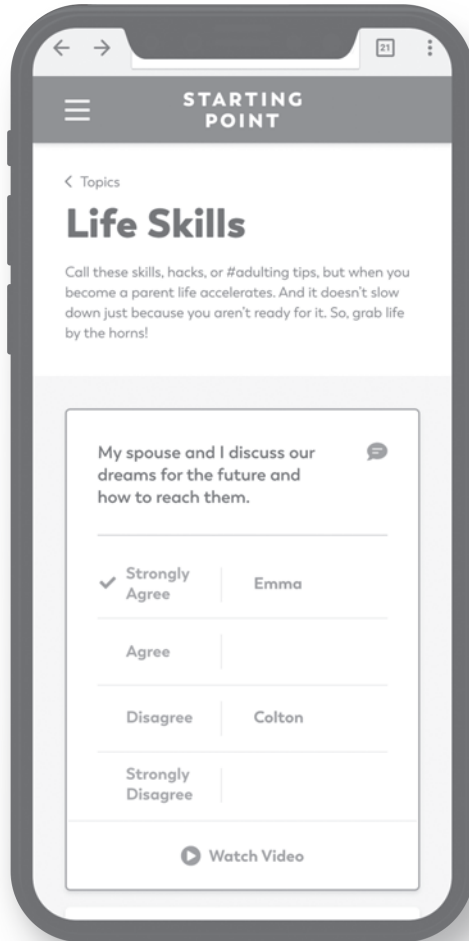 21
STARTING
POINT
Topics
Life Skills
Call these skills, hacks, or #adulting tips, but when you
become a parent life accelerates. And it doesn't slow
down just because you aren't ready for it. So, grab life
by the horns!
My spouse and I discuss our
dreams for the future and
how to reach them.
Strongly
Agree
Emma
Agree
Disagree
Colton
Strongly
Disagree
Watch Video